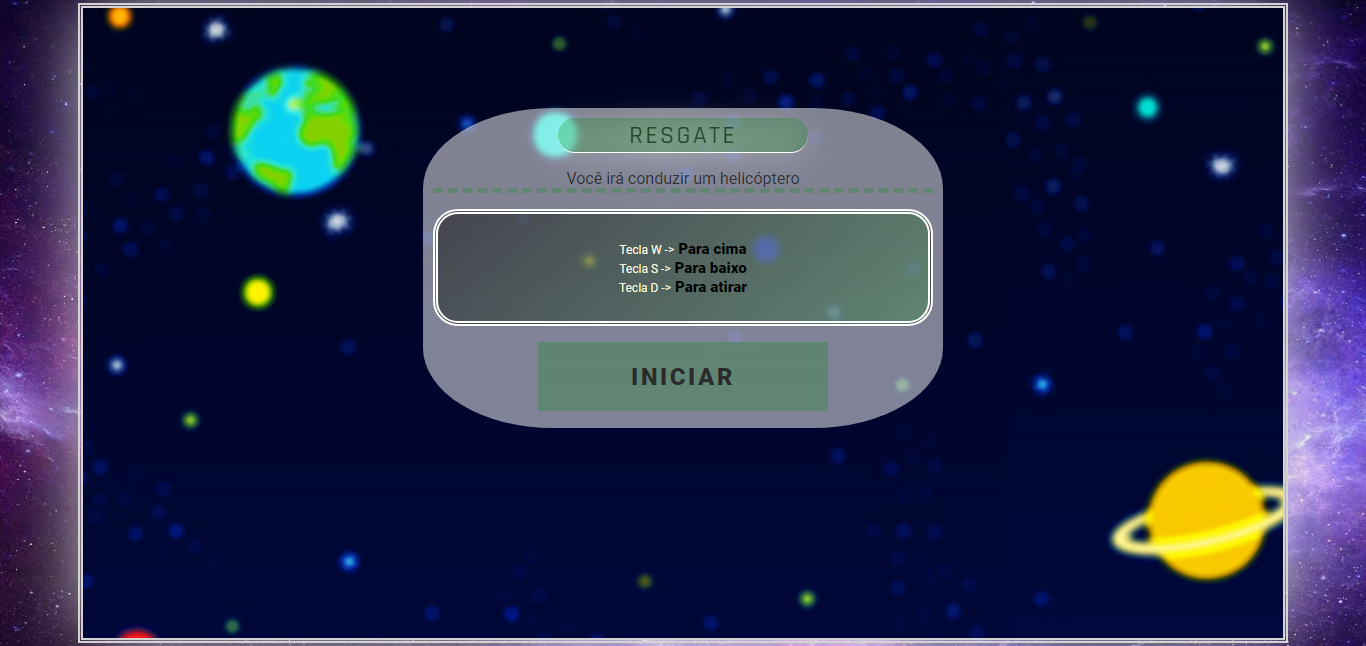 RESGATE
Você irá conduzir um helicóptero
Tecla W -> Para cima
Tecla S -> Para baixo
Tecla D -> Para atirar
INICIAR